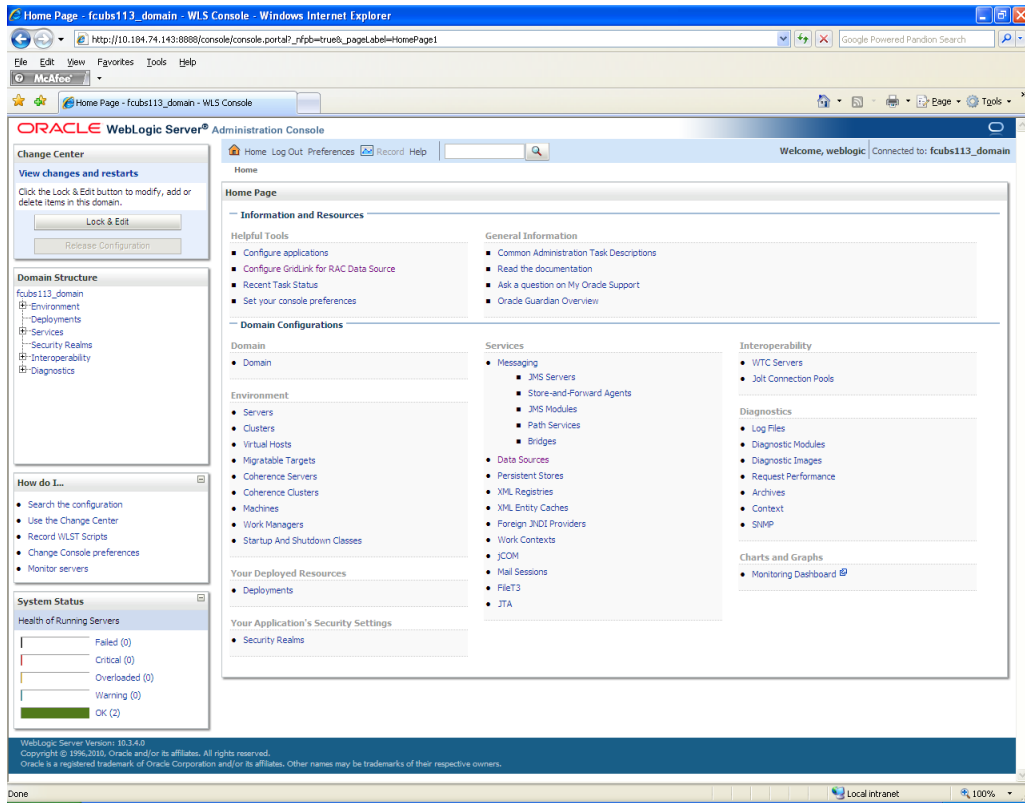 Home Page - fcubs113_domain - WLS Console - Windows Internet Explorer
http://10.184.74.143:8888/console/console.portal?_nfpb=true&_pageLabel=HomePage1
Google Powered Pandion Search
File Edit View Favorites Tools Help
McAfee
Home Page - fcubs113_domain - WLS Console
Page Tools
ORACLE WebLogic Server® Administration Console
Change Center
View changes and restarts
Click the Lock & Edit button to modify, add or
delete items in this domain.
Lock & Edit
Release Configuration
Domain Structure
fcubs113_domain
Environment
Deployments
Services
Security Realms
Interoperability
Diagnostics
How do I...
Search the configuration
Use the Change Center
Record WLST Scripts
Change Console preferences
Monitor servers
System Status
Health of Running Servers
Failed (0)
Critical (0)
Overloaded (0)
Warning (0)
OK (2)
Home Log Out Preferences Record Help
Welcome, weblogic Connected to: fcubs113_domain
Home
Home Page
Information and Resources
Helpful Tools
Configure applications
Configure GridLink for RAC Data Source
Recent Task Status
Set your console preferences
General Information
Common Administration Task Descriptions
Read the documentation
Ask a question on My Oracle Support
Oracle Guardian Overview
Domain Configurations
Domain
Domain
Environment
Servers
Clusters
Virtual Hosts
Migratable Targets
Coherence Servers
Coherence Clusters
Machines
Work Managers
Startup And Shutdown Classes
Your Deployed Resources
Deployments
Your Application's Security Settings
Security Realms
Services
Messaging
JMS Servers
Store-and-Forward Agents
JMS Modules
Path Services
Bridges
Data Sources
Persistent Stores
XML Registries
XML Entity Caches
Foreign JNDI Providers
Work Contexts
jCOM
Mail Sessions
FileT3
JTA
Interoperability
WTC Servers
Jolt Connection Pools
Diagnostics
Log Files
Diagnostic Modules
Diagnostic Images
Request Performance
Archives
Context
SNMP
Charts and Graphs
Monitoring Dashboard
WebLogic Server Version: 10.3.4.0
Copyright © 1996,2010, Oracle and/or its affiliates. All rights reserved.
Oracle is a registered trademark of Oracle Corporation and/or its affiliates. Other names may be trademarks of their respective owners.
Done
Local intranet
100%